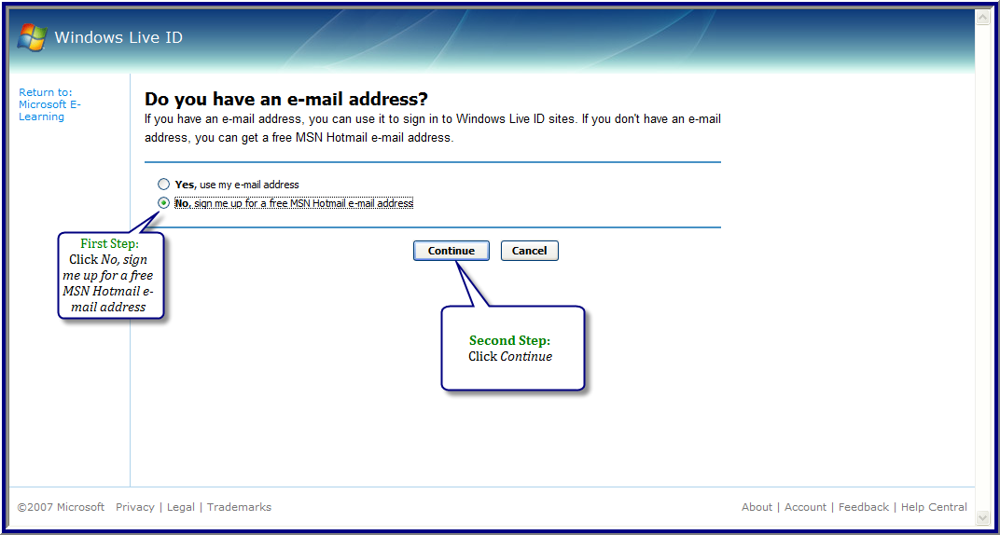 Windows Live ID
Return to:
Microsoft E-
Learning
Do you have an e-mail address?
If you have an e-mail address, you can use it to sign in to Windows Live ID sites. If you don't have an e-mail
address, you can get a free MSN Hotmail e-mail address.
Yes, use my e-mail address
No, sign me up for a free MSN Hotmail e-mail address
First Step:
Click No, sign
me up for a free
MSN Hotmail e-
mail address
Continue Cancel
Second Step:
Click Continue
©2007 Microsoft Privacy | Legal | Trademarks
About | Account | Feedback | Help Central